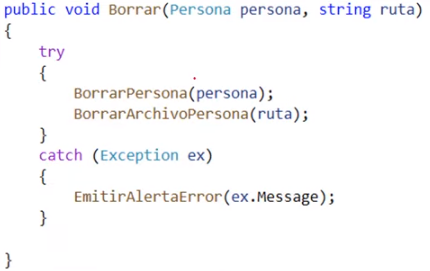 public void Borrar(Persona persona, string ruta)
{
    try
    {
        BorrarPersona(persona);
        BorrarArchivoPersona(ruta);
    }
    catch (Exception ex)
    {
        EmitirAlertaError(ex.Message);
    }
}